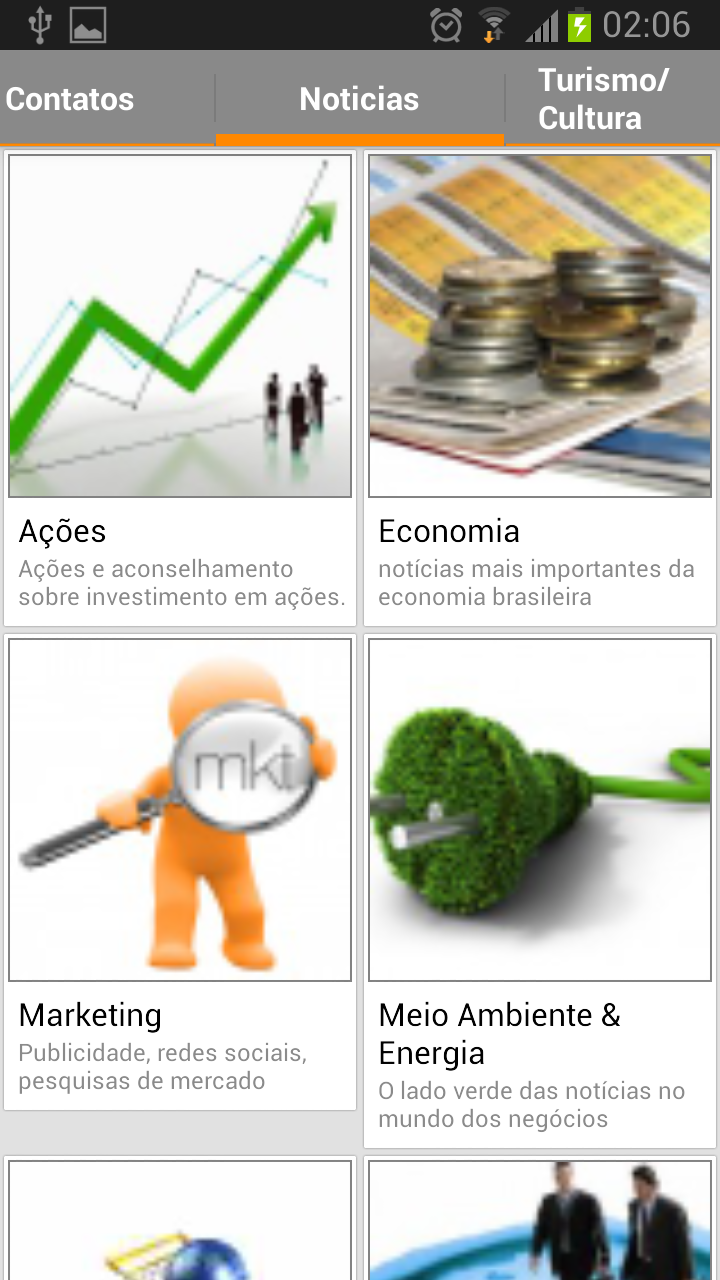 02:06
Contatos
Noticias
Turismo/
Cultura
Ações
Ações e aconselhamento
sobre investimento em ações.
Economia
notícias mais importantes da
economia brasileira
mkt
Marketing
Publicidade, redes sociais,
pesquisas de mercado
Meio Ambiente &
Energia
O lado verde das notícias no
mundo dos negócios